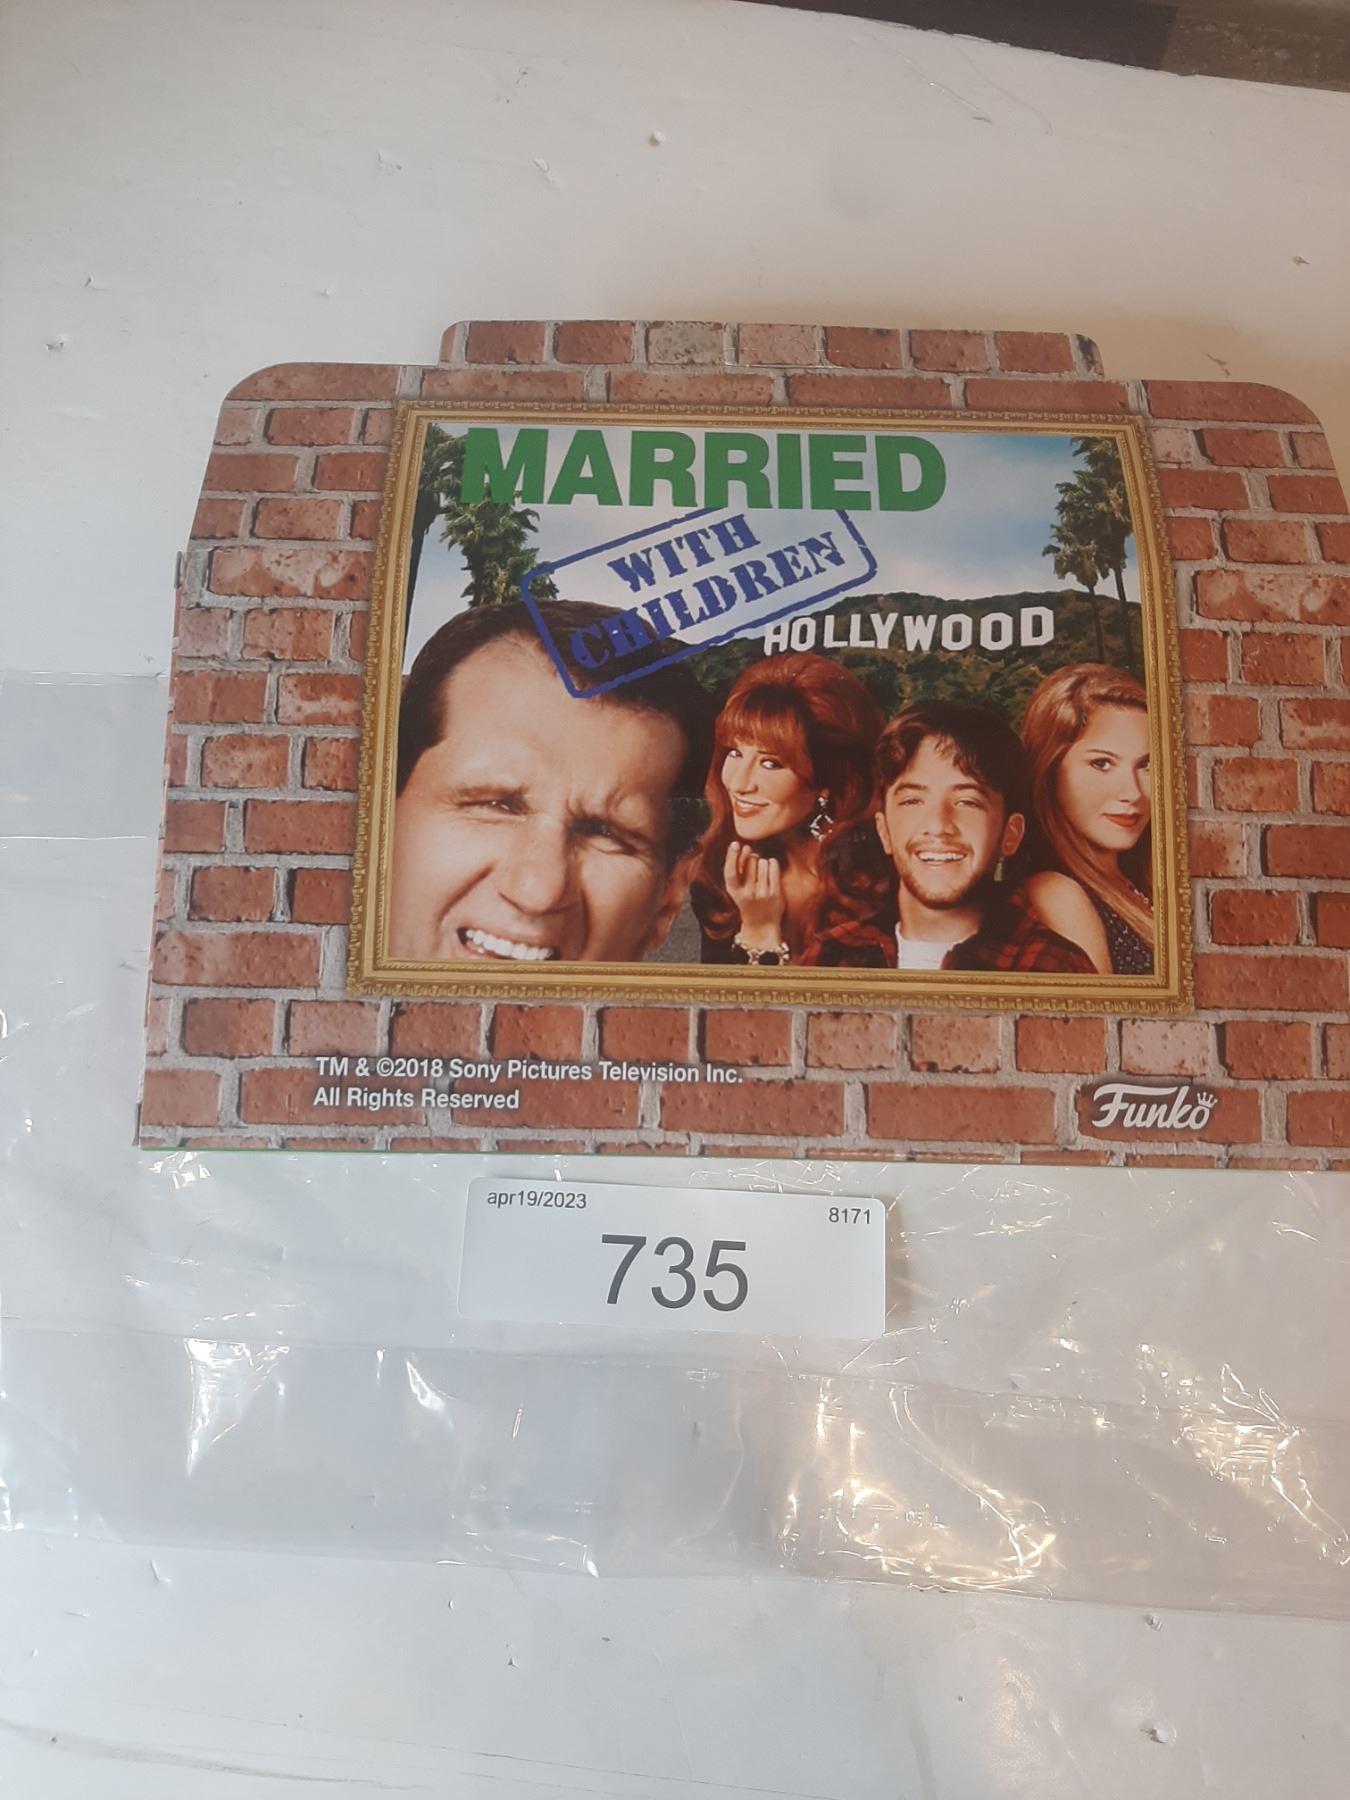 MARRIED
WITH
CHILDREN
HOLLYWOOD
TM & ©2018 Sony Pictures Television Inc.
All Rights Reserved
Funko
apr19/2023
8171
735